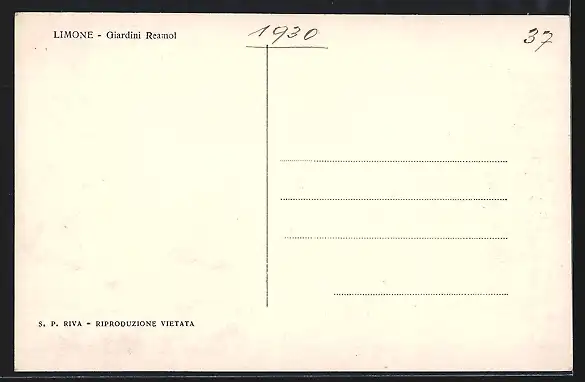 LIMONE - Giardini Reamol
1930
37
S. P. RIVA - RIPRODUZIONE VIETATA